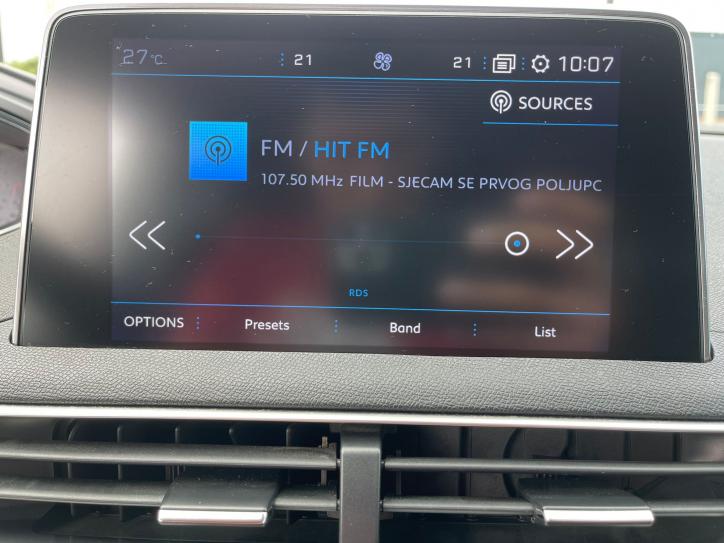 27°C 21 21 10:07
SOURCES
FM / HIT FM
107.50 MHz FILM - SJECAM SE PRVOG POLJUPC
RDS
OPTIONS Presets Band List